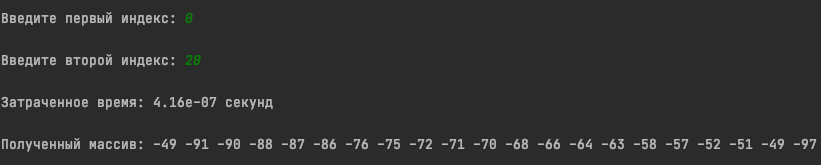 Введите первый индекс: 0
Введите второй индекс: 20
Затраченное время: 4.16e-07 секунд
Полученный массив: -49 -91 -90 -88 -87 -86 -76 -75 -72 -71 -70 -68 -66 -64 -63 -58 -57 -52 -51 -49 -97